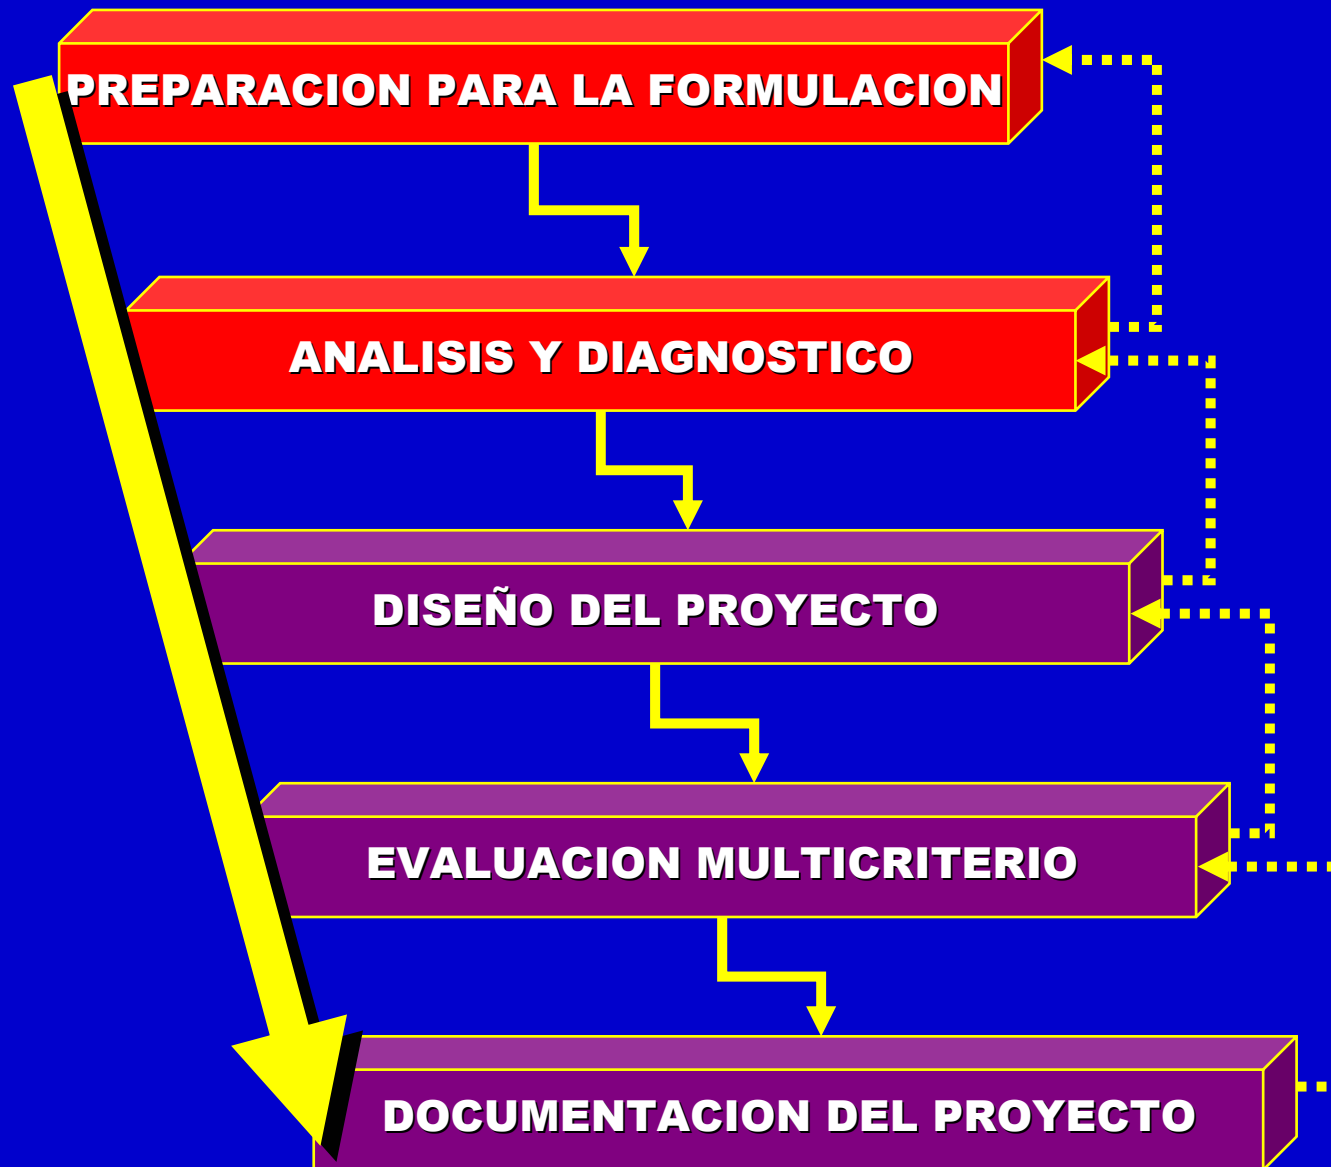 PREPARACION PARA LA FORMULACION
ANALISIS Y DIAGNOSTICO
DISEÑO DEL PROYECTO
EVALUACION MULTICRITERIO
DOCUMENTACION DEL PROYECTO